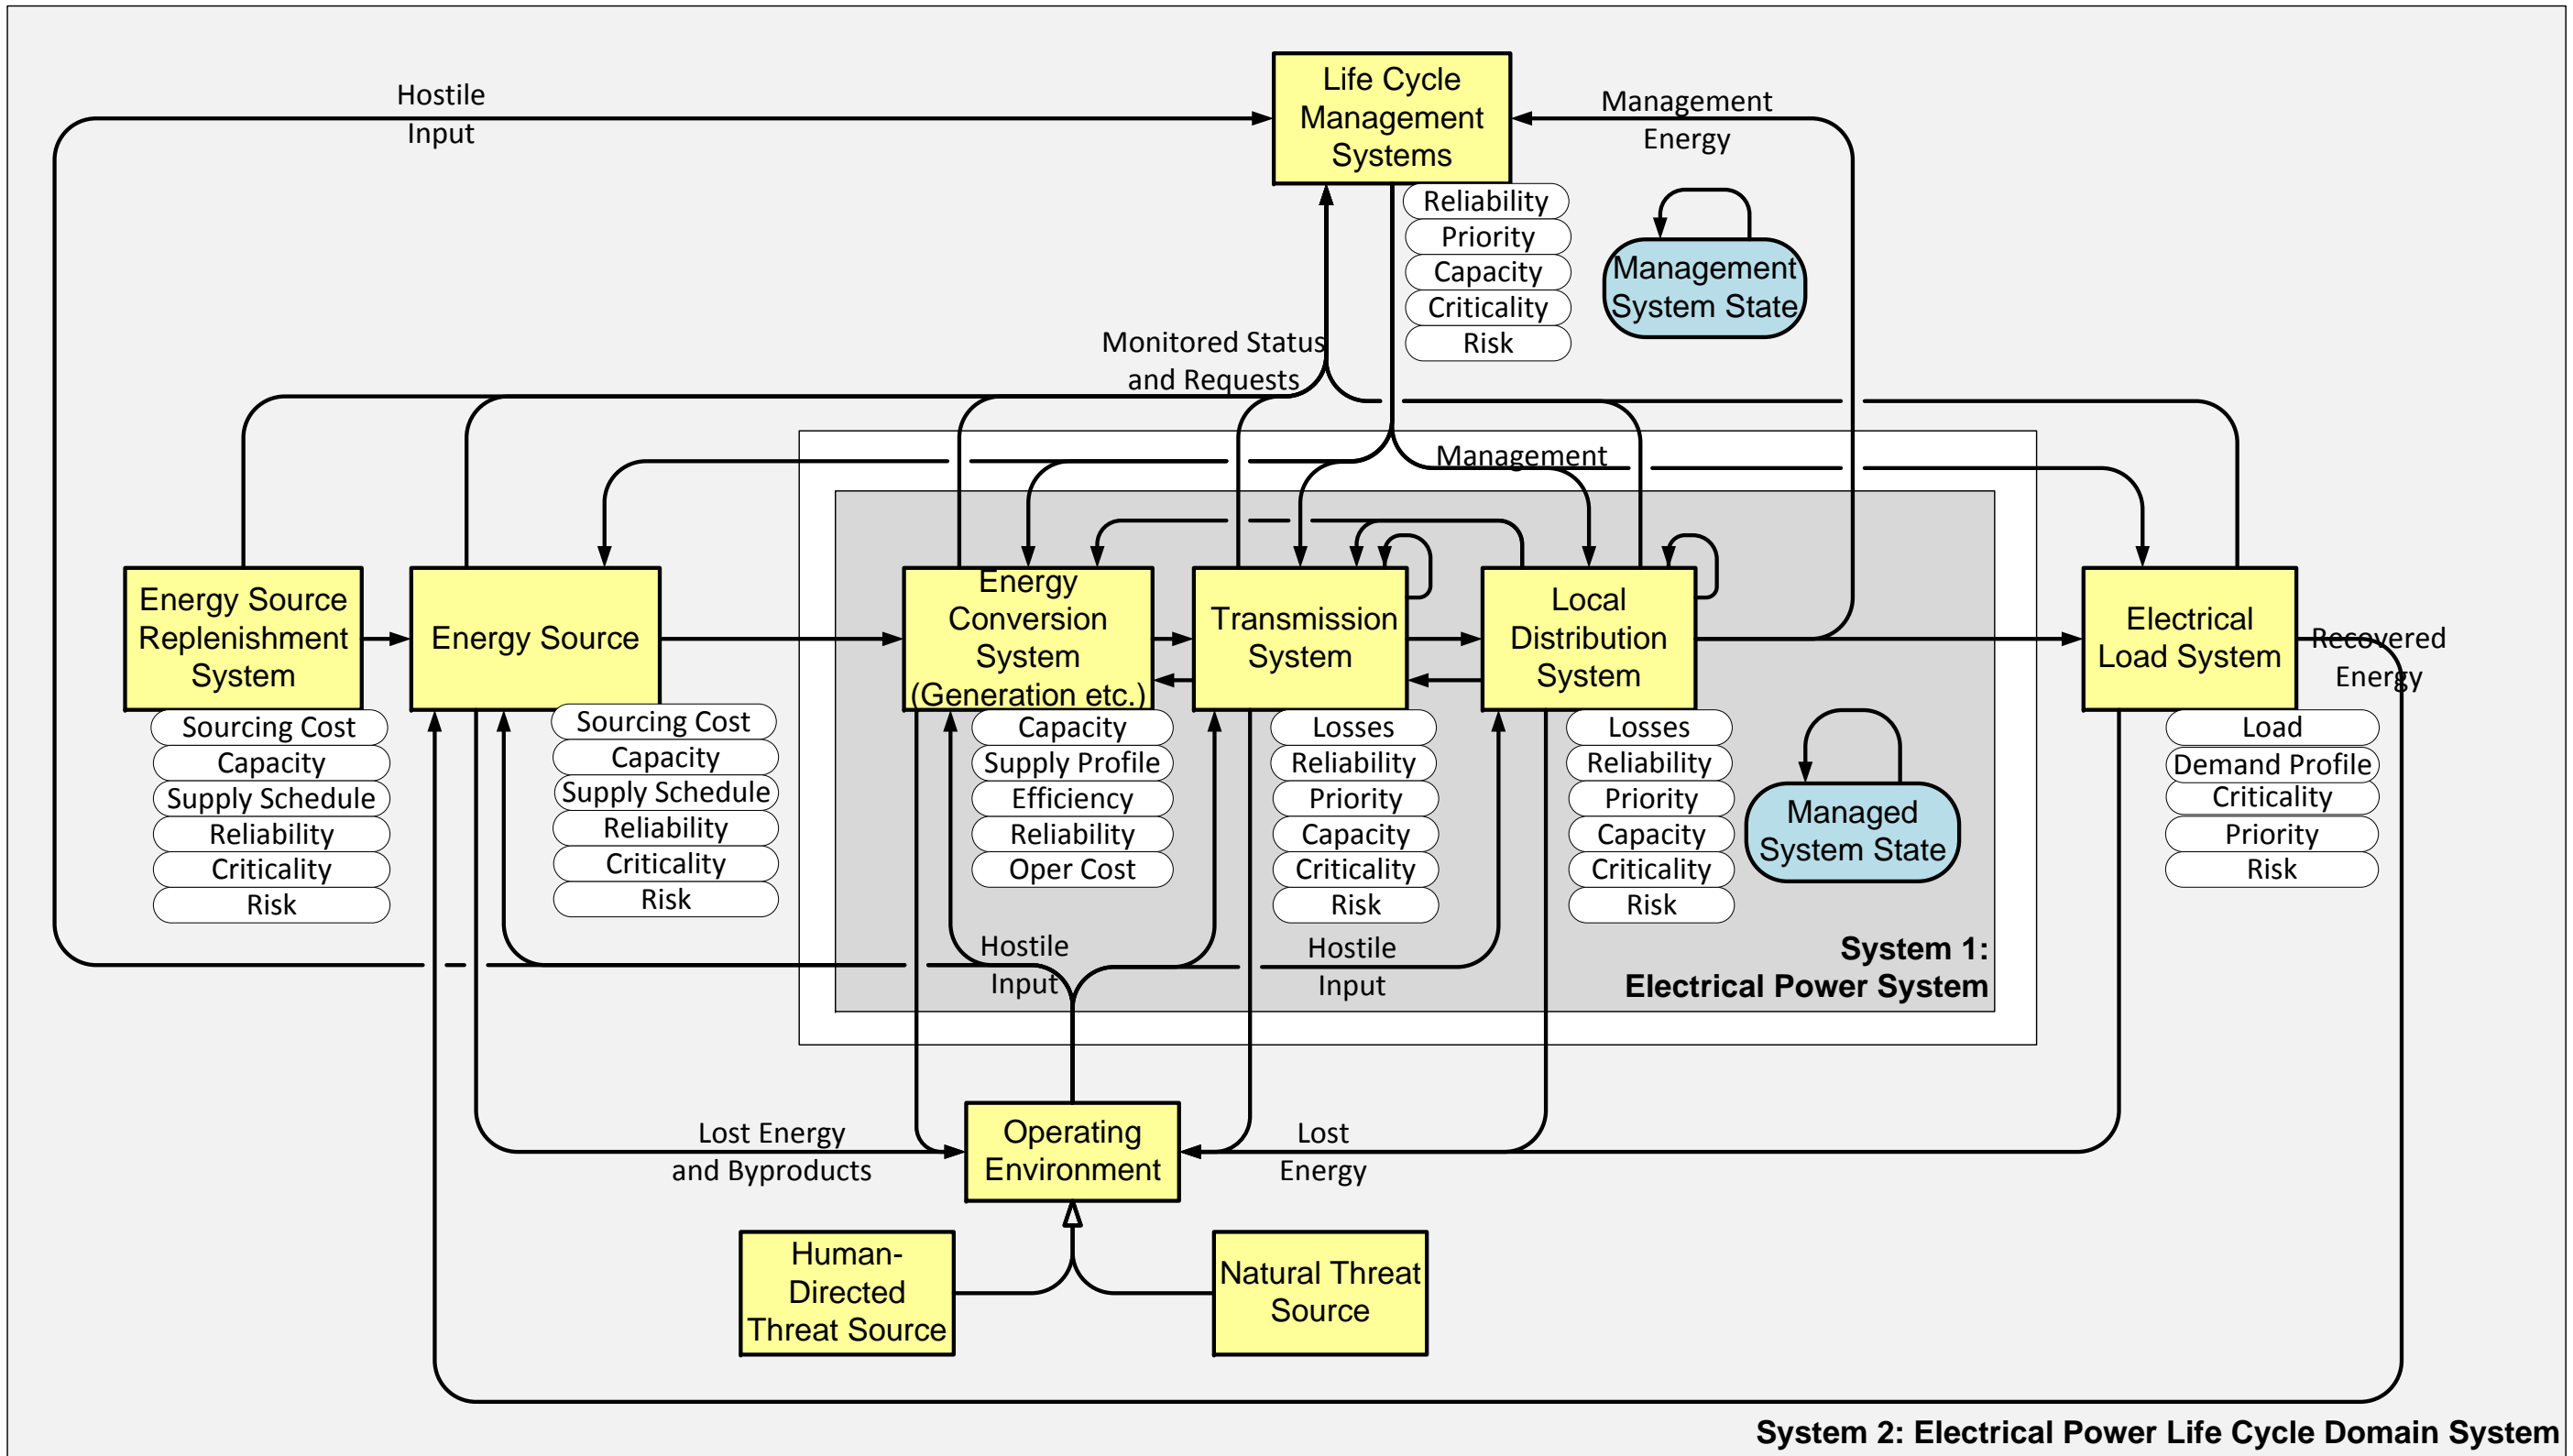 Life Cycle
Management
Systems
Hostile
Input
Management
Energy
Reliability
Priority
Capacity
Criticality
Risk
Management
System State
Monitored Status
and Requests
Management
Energy Source
Replenishment
System
Energy Source
Energy
Conversion
System
(Generation etc.)
Transmission
System
Local
Distribution
System
Electrical
Load System
Recovered
Energy
Sourcing Cost
Capacity
Supply Schedule
Reliability
Criticality
Risk
Sourcing Cost
Capacity
Supply Schedule
Reliability
Criticality
Risk
Capacity
Supply Profile
Efficiency
Reliability
Oper Cost
Losses
Reliability
Priority
Capacity
Criticality
Risk
Losses
Reliability
Priority
Capacity
Criticality
Risk
Managed
System State
Load
Demand Profile
Criticality
Priority
Risk
Hostile
Input
Hostile
Input
System 1:
Electrical Power System
Lost Energy
and Byproducts
Operating
Environment
Lost
Energy
Human-
Directed
Threat Source
Natural Threat
Source
System 2: Electrical Power Life Cycle Domain System